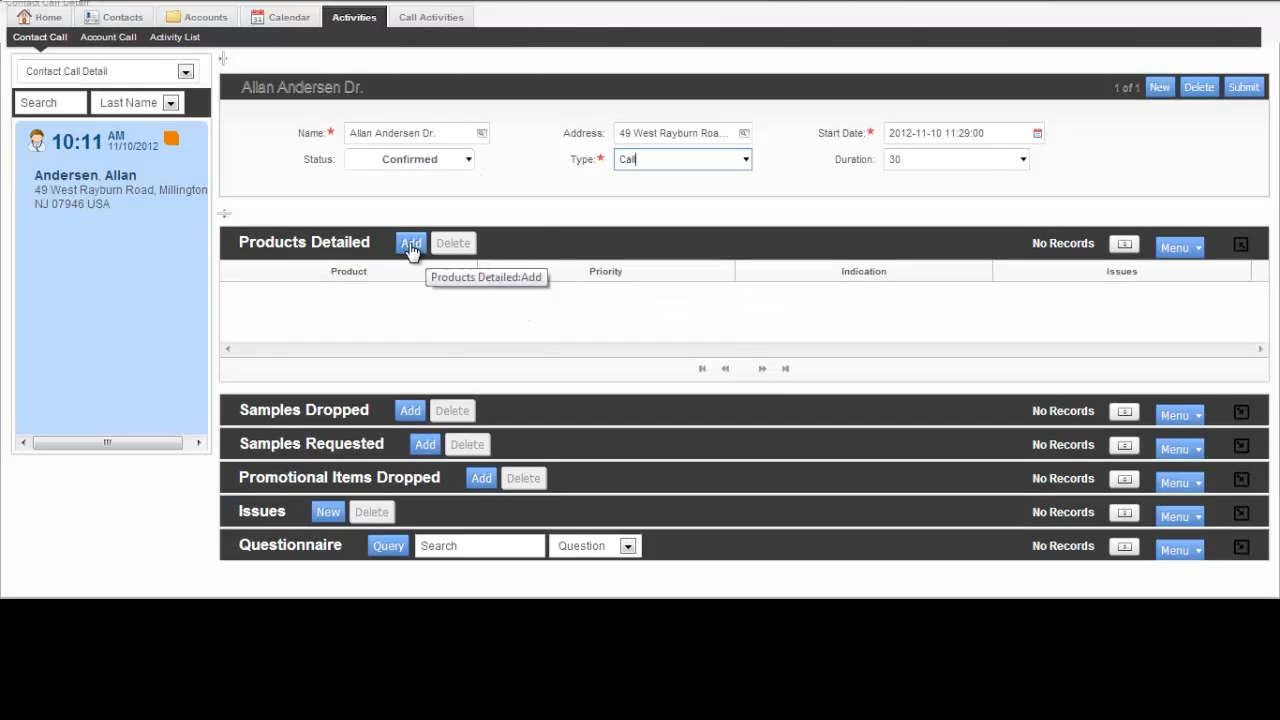 Contact Call Detail:
Home Contacts Accounts Calendar Activities Call Activities
Contact Call Account Call Activity List
Contact Call Detail
Search Last Name
10:11 AM
11/10/2012
Andersen, Allan
49 West Rayburn Road, Millington
NJ 07946 USA
Allan Andersen Dr. 1 of 1 New Delete Submit
Name:* Allan Andersen Dr. Address: 49 West Rayburn Roa... Start Date:* 2012-11-10 11:29:00
Status: Confirmed Type:* Call Duration: 30
Products Detailed Add Delete No Records Menu
Products Detailed:Add
Product Priority Indication Issues
Samples Dropped Add Delete No Records Menu
Samples Requested Add Delete No Records Menu
Promotional Items Dropped Add Delete No Records Menu
Issues New Delete No Records Menu
Questionnaire Query Search Question No Records Menu